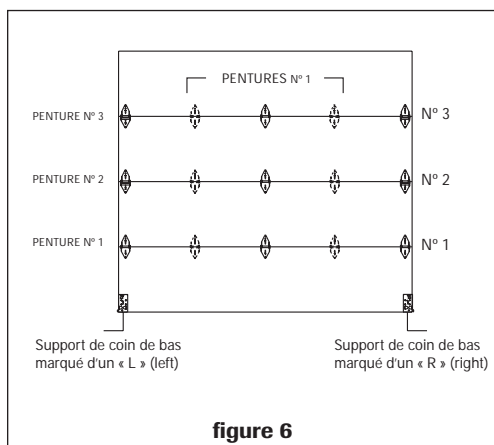 PENTURES Nº 1
PENTURE Nº 3
Nº 3
PENTURE Nº 2
Nº 2
PENTURE Nº 1
Nº 1
Support de coin de bas
marqué d'un « L » (left)
Support de coin de bas
marqué d'un « R » (right)
figure 6